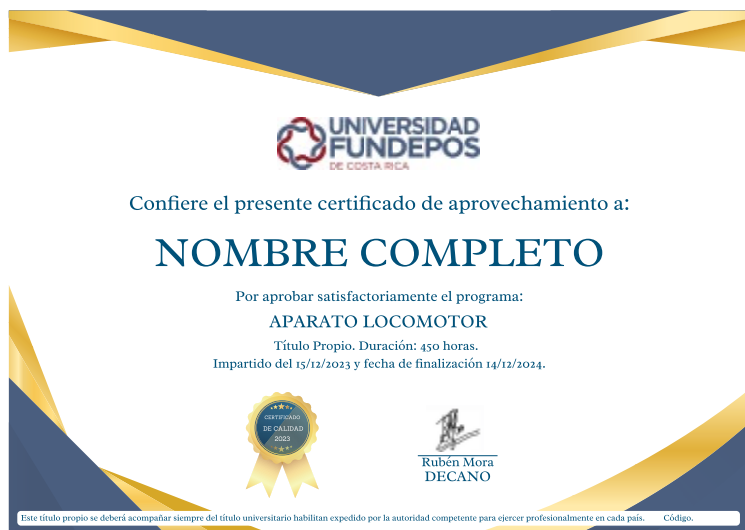 UNIVERSIDAD
FUNDEPOS
DE COSTA RICA
Confiere el presente certificado de aprovechamiento a:
NOMBRE COMPLETO
Por aprobar satisfactoriamente el programa:
APARATO LOCOMOTOR
Título Propio. Duración: 450 horas.
Impartido del 15/12/2023 y fecha de finalización 14/12/2024.
CERTIFICADO
DE CALIDAD
2023
Rubén Mora
DECANO
Este título propio se deberá acompañar siempre del título universitario habilitan expedido por la autoridad competente para ejercer profesionalmente en cada país. Código.